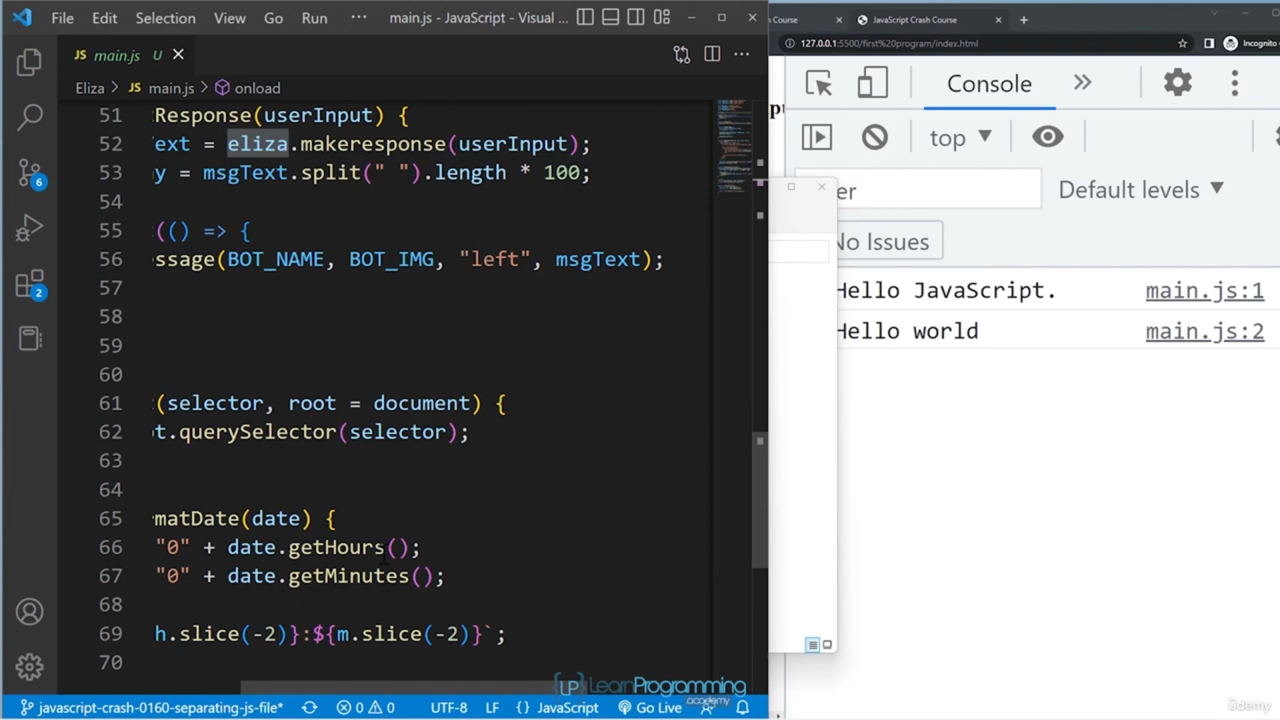 File Edit Selection View Go Run ··· main.js - JavaScript - Visual ...
Course
JavaScript Crash Course
127.0.0.1:5500/first%20program/index.html
Incognito
JS main.js U
Eliza > JS main.js > onload
Console
top
er
Default levels
No Issues
Hello JavaScript. main.js:1
Hello world main.js:2
51 Response(userInput) {
52 ext = eliza.makeresponse(userInput);
53 y = msgText.split(" ").length * 100;
54
55 (() => {
56 ssage(BOT_NAME, BOT_IMG, "left", msgText);
57
58
59
60
61 (selector, root = document) {
62 t.querySelector(selector);
63
64
65 matDate(date) {
66 "0" + date.getHours();
67 "0" + date.getMinutes();
68
69 h.slice(-2)}:${m.slice(-2)}`;
70
6
2
LP LearnProgramming
academy
javascript-crash-0160-separating-js-file* 0 0 UTF-8 LF {} JavaScript Go Live
ûdemy